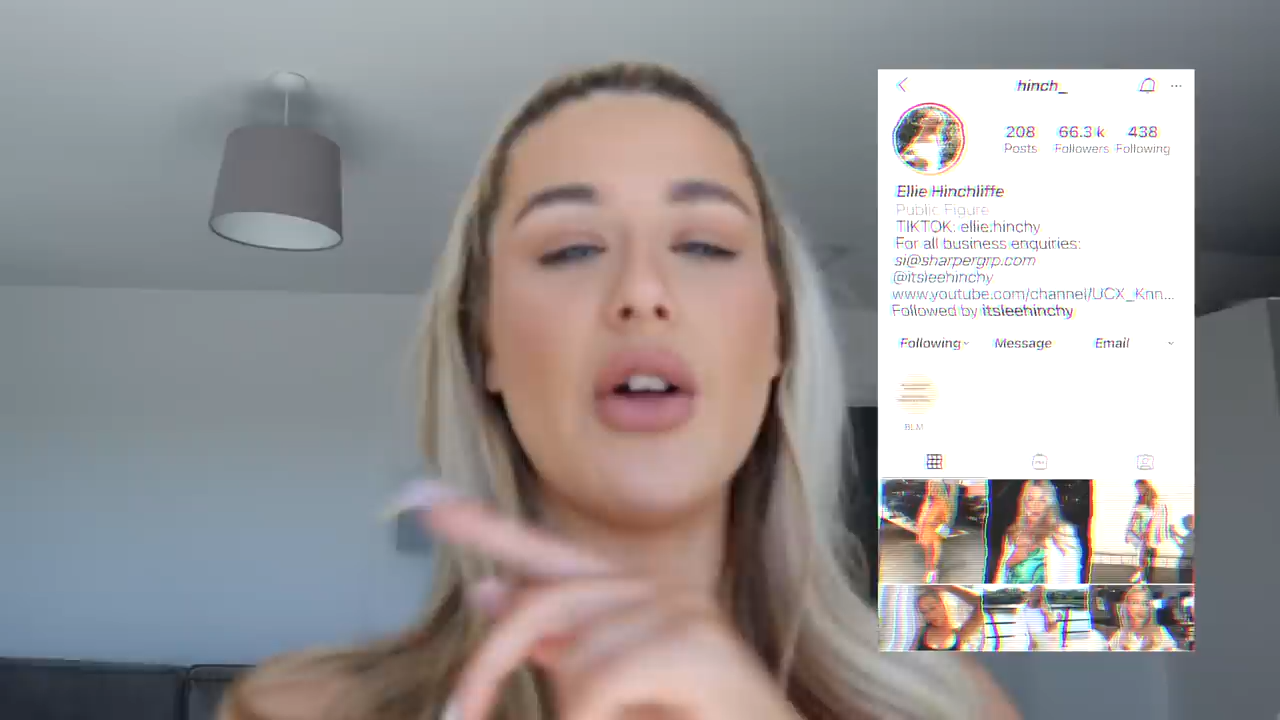 hinch_
208 66.3k 438
Posts Followers Following
Ellie Hinchliffe
Public Figure
TIKTOK: ellie.hinchy
For all business enquiries:
si@sharpergrp.com
@itsleehinchy
www.youtube.com/channel/UCX_Knn...
Followed by itsleehinchy
Following Message Email
BLM